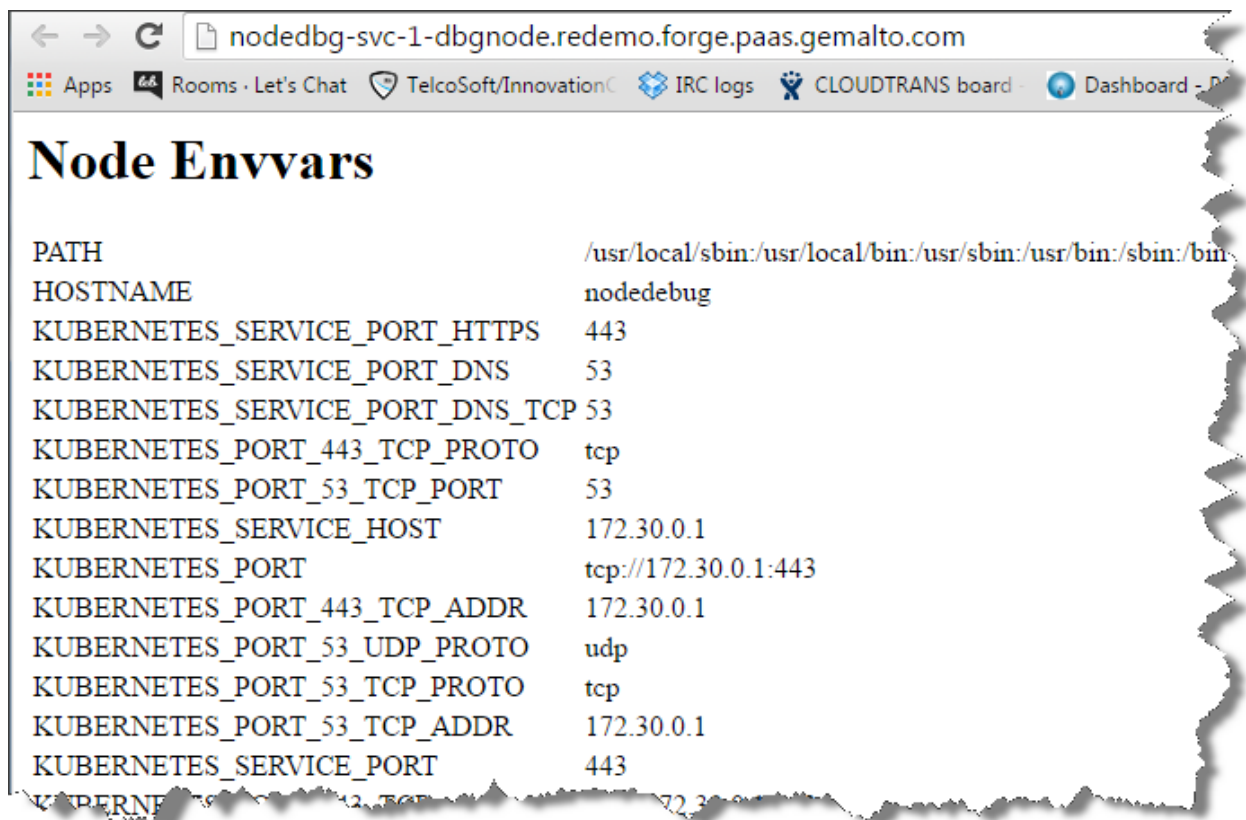 nodedbg-svc-1-dbgnode.redemo.forge.paas.gemalto.com
Apps Rooms · Let's Chat TelcoSoft/Innovation IRC logs CLOUDTRANS board - Dashboard -
Node Envvars
PATH /usr/local/sbin:/usr/local/bin:/usr/sbin:/usr/bin:/sbin:/bin
HOSTNAME nodedebug
KUBERNETES_SERVICE_PORT_HTTPS 443
KUBERNETES_SERVICE_PORT_DNS 53
KUBERNETES_SERVICE_PORT_DNS_TCP 53
KUBERNETES_PORT_443_TCP_PROTO tcp
KUBERNETES_PORT_53_TCP_PORT 53
KUBERNETES_SERVICE_HOST 172.30.0.1
KUBERNETES_PORT tcp://172.30.0.1:443
KUBERNETES_PORT_443_TCP_ADDR 172.30.0.1
KUBERNETES_PORT_53_UDP_PROTO udp
KUBERNETES_PORT_53_TCP_PROTO tcp
KUBERNETES_PORT_53_TCP_ADDR 172.30.0.1
KUBERNETES_SERVICE_PORT 443